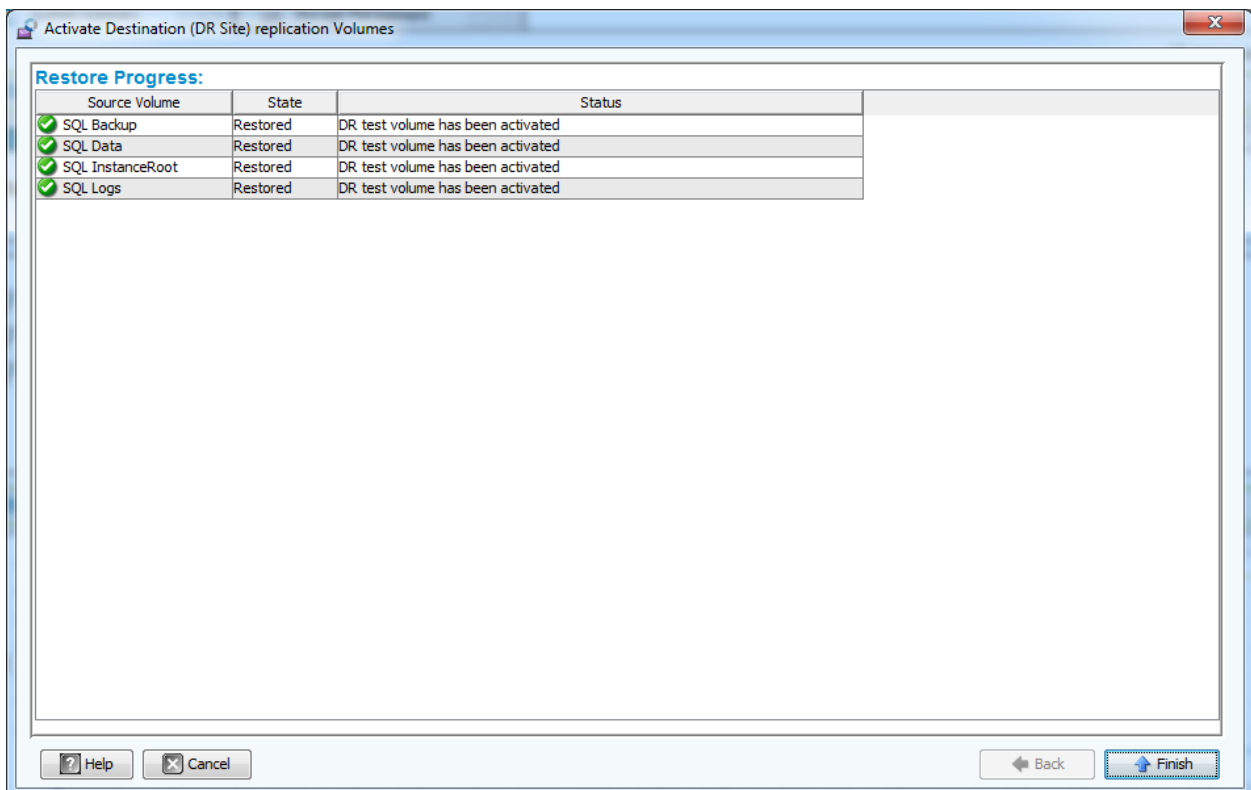 Activate Destination (DR Site) replication Volumes
Restore Progress:
Source Volume State Status
SQL Backup Restored DR test volume has been activated
SQL Data Restored DR test volume has been activated
SQL InstanceRoot Restored DR test volume has been activated
SQL Logs Restored DR test volume has been activated
? Help X Cancel Back Finish